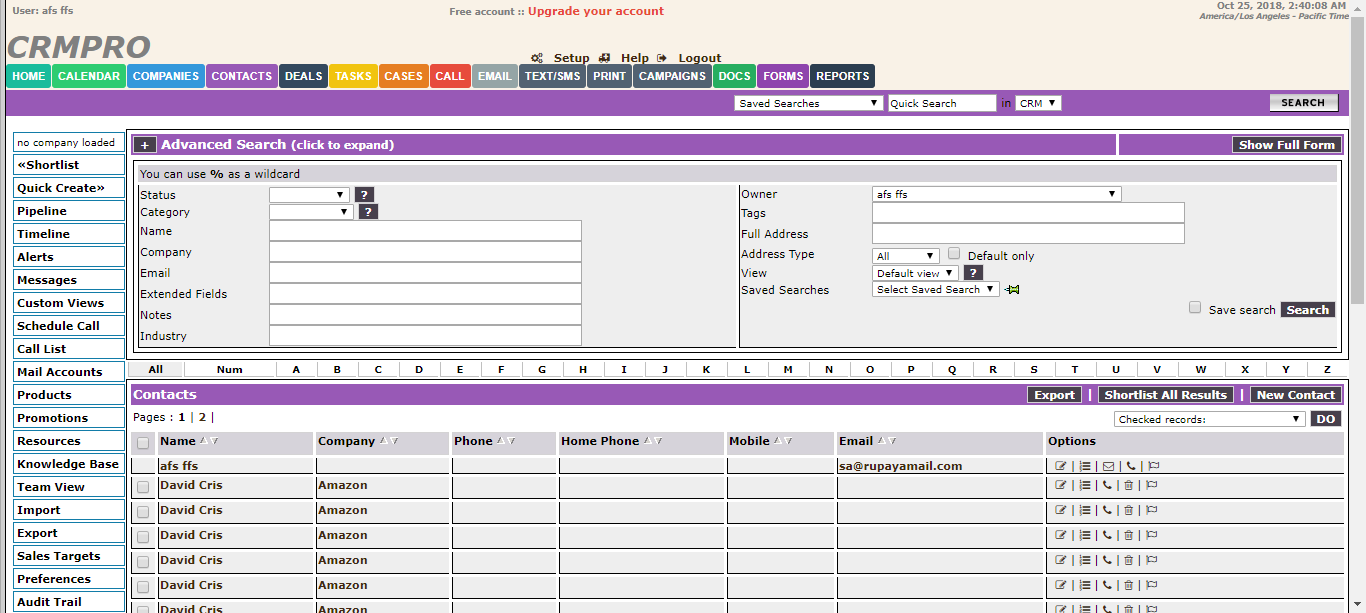 User: afs ffs
Free account :: Upgrade your account
Oct 25, 2018, 2:40:08 AM
America/Los Angeles - Pacific Time
CRMPRO
Setup Help Logout
HOME CALENDAR COMPANIES CONTACTS DEALS TASKS CASES CALL EMAIL TEXT/SMS PRINT CAMPAIGNS DOCS FORMS REPORTS
Saved Searches Quick Search in CRM SEARCH
no company loaded
«Shortlist
Quick Create»
Pipeline
Timeline
Alerts
Messages
Custom Views
Schedule Call
Call List
Mail Accounts
Products
Promotions
Resources
Knowledge Base
Team View
Import
Export
Sales Targets
Preferences
Audit Trail
+ Advanced Search (click to expand) Show Full Form
You can use % as a wildcard
Status ?
Category ?
Name
Company
Email
Extended Fields
Notes
Industry
Owner afs ffs
Tags
Full Address
Address Type All Default only
View Default view ?
Saved Searches Select Saved Search
Save search Search
All Num A B C D E F G H I J K L M N O P Q R S T U V W X Y Z
Contacts Export | Shortlist All Results | New Contact
Pages : 1 | 2 |
Checked records: DO
Name Company Phone Home Phone Mobile Email Options
afs ffs sa@rupayamail.com | | | |
David Cris Amazon | | | |
David Cris Amazon | | | |
David Cris Amazon | | | |
David Cris Amazon | | | |
David Cris Amazon | | | |
David Cris Amazon | | | |